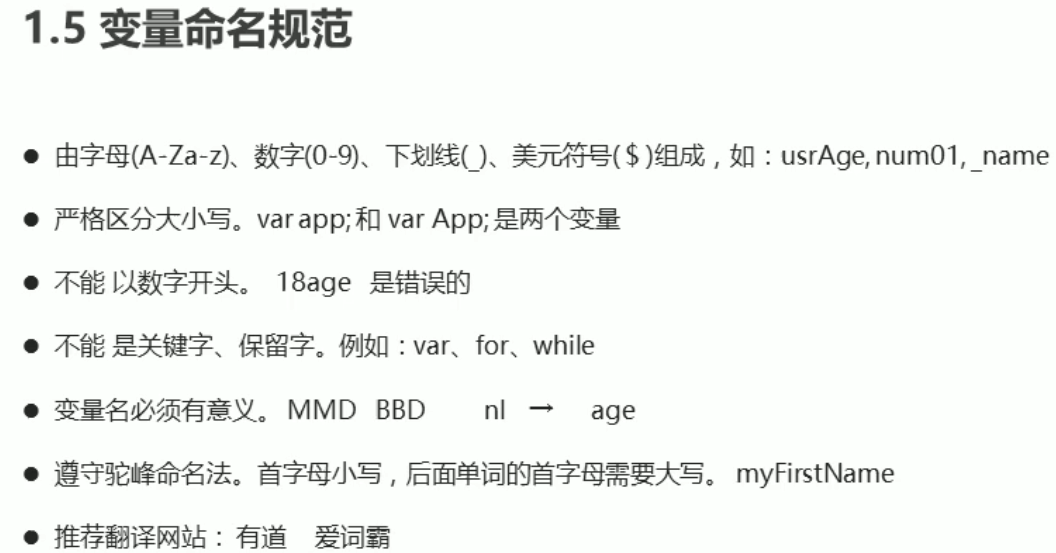 1.5 变量命名规范
● 由字母(A-Za-z)、数字(0-9)、下划线(_)、美元符号($)组成，如：usrAge, num01, _name
● 严格区分大小写。var app; 和 var App; 是两个变量
● 不能 以数字开头。 18age 是错误的
● 不能 是关键字、保留字。例如：var、for、while
● 变量名必须有意义。 MMD BBD nl → age
● 遵守驼峰命名法。首字母小写，后面单词的首字母需要大写。 myFirstName
● 推荐翻译网站： 有道 爱词霸